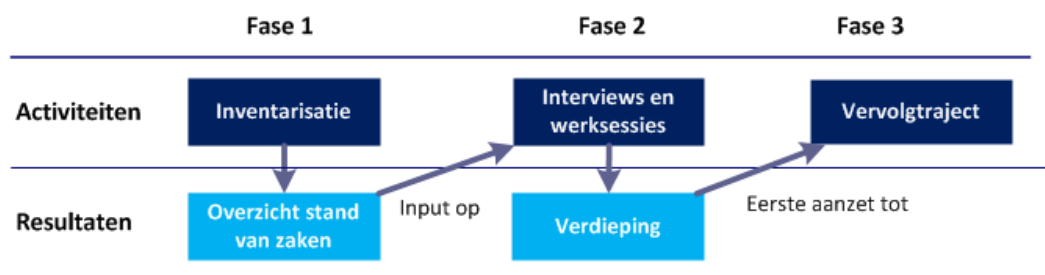 Fase 1
Fase 2
Fase 3
Activiteiten
Inventarisatie
Interviews en
werksessies
Vervolgtraject
Resultaten
Overzicht stand
van zaken
Input op
Verdieping
Eerste aanzet tot